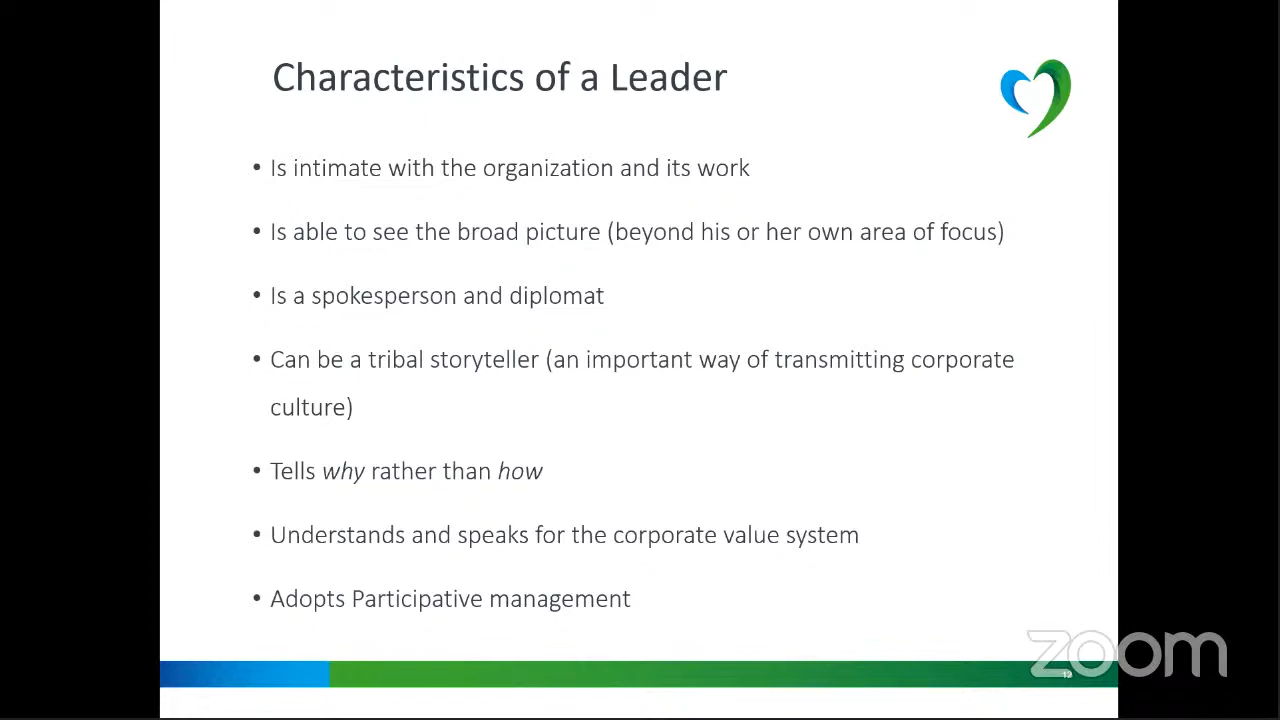 Characteristics of a Leader
• Is intimate with the organization and its work
• Is able to see the broad picture (beyond his or her own area of focus)
• Is a spokesperson and diplomat
• Can be a tribal storyteller (an important way of transmitting corporate
culture)
• Tells why rather than how
• Understands and speaks for the corporate value system
• Adopts Participative management
zoom
12